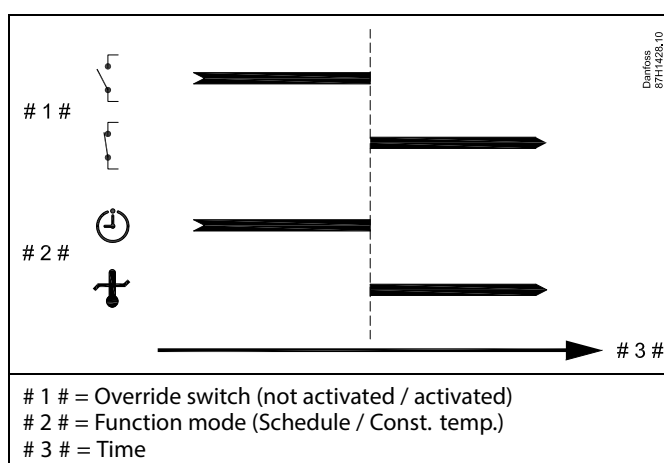 Danfoss
87H1428.10
# 1 #
# 2 #
# 3 #
# 1 # = Override switch (not activated / activated)
# 2 # = Function mode (Schedule / Const. temp.)
# 3 # = Time